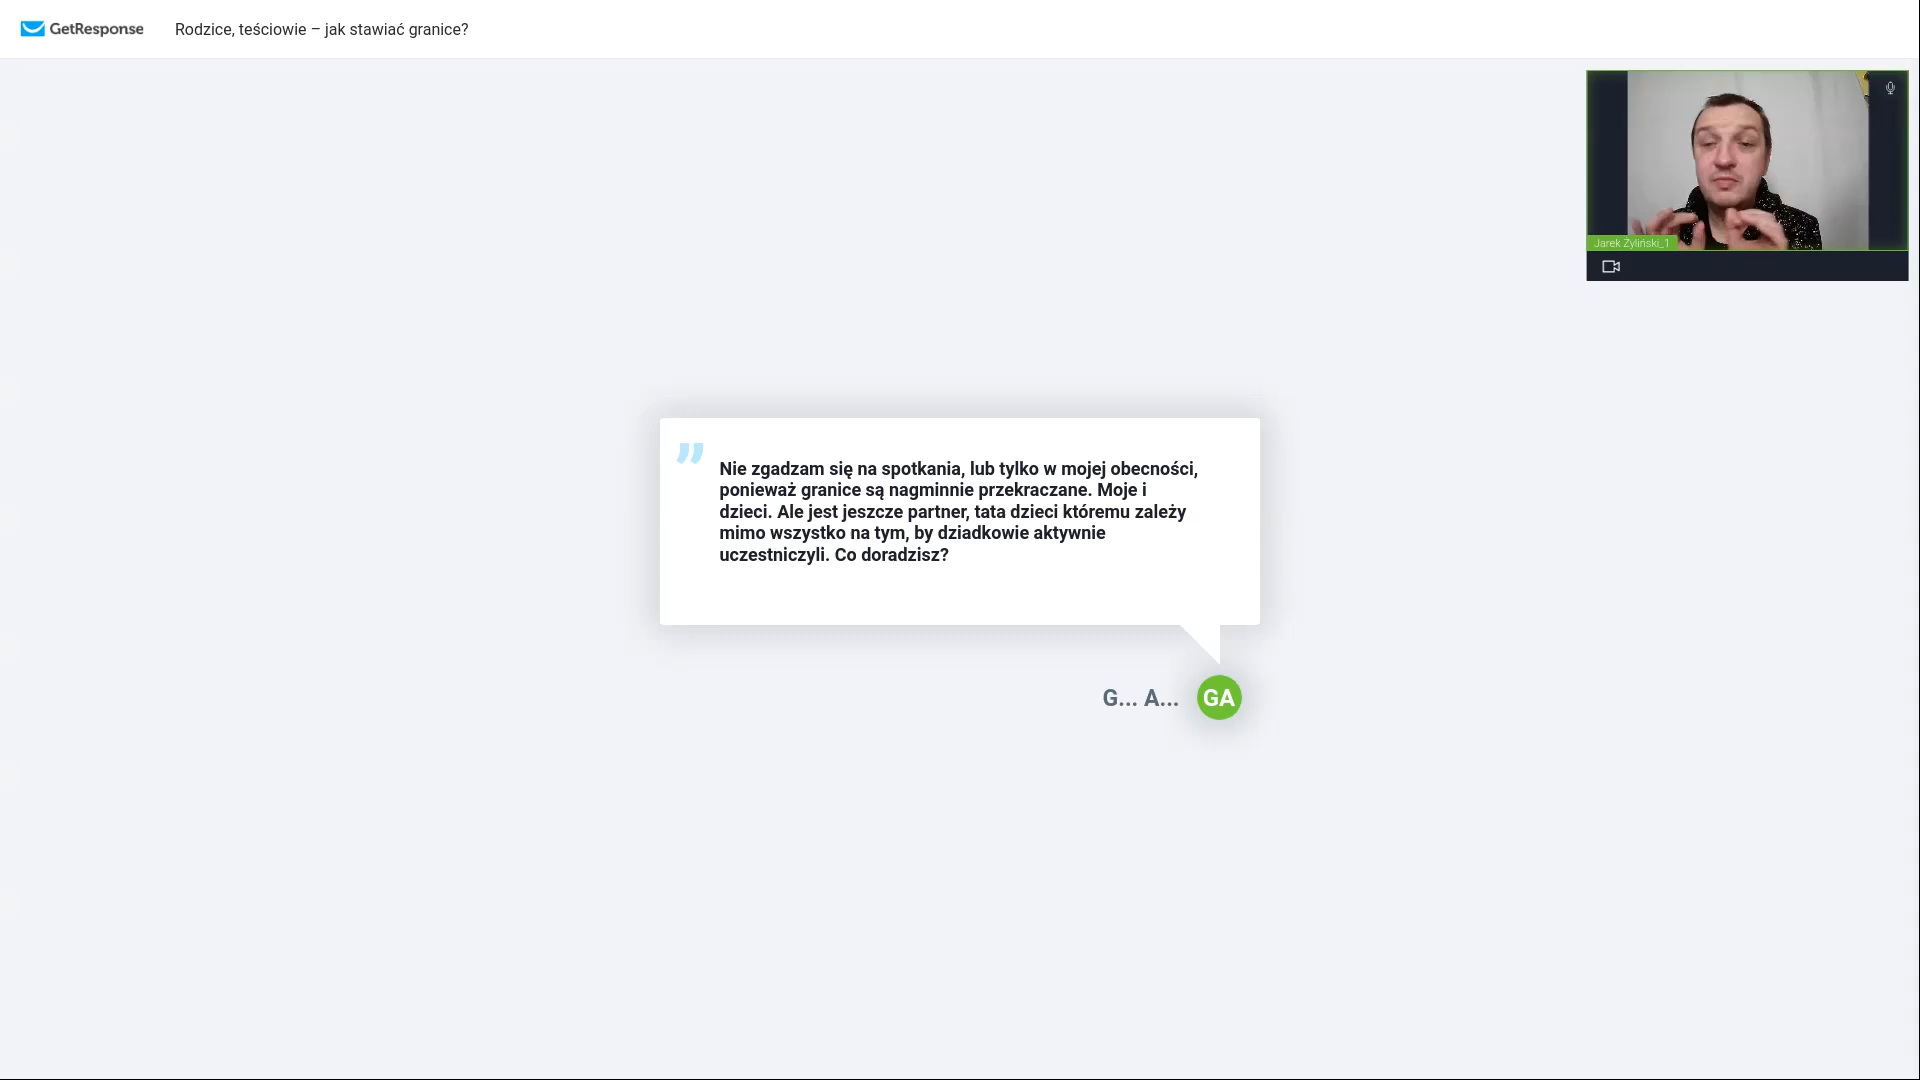 GetResponse
Rodzice, teściowie – jak stawiać granice?
Jarek Żyliński_1
Nie zgadzam się na spotkania, lub tylko w mojej obecności,
ponieważ granice są nagminnie przekraczane. Moje i
dzieci. Ale jest jeszcze partner, tata dzieci któremu zależy
mimo wszystko na tym, by dziadkowie aktywnie
uczestniczyli. Co doradzisz?
G... A...
GA